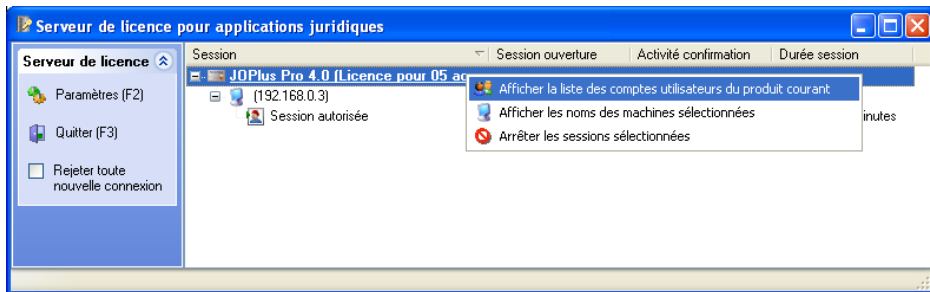 Serveur de licence pour applications juridiques
Serveur de licence
Paramètres (F2)
Quitter (F3)
Rejeter toute
nouvelle connexion
Session Session ouverture Activité confirmation Durée session
JOPlus Pro 4.0 (Licence pour 05
(192.168.0.3)
Session autorisée
Afficher la liste des comptes utilisateurs du produit courant
Afficher les noms des machines sélectionnées
Arrêter les sessions sélectionnées